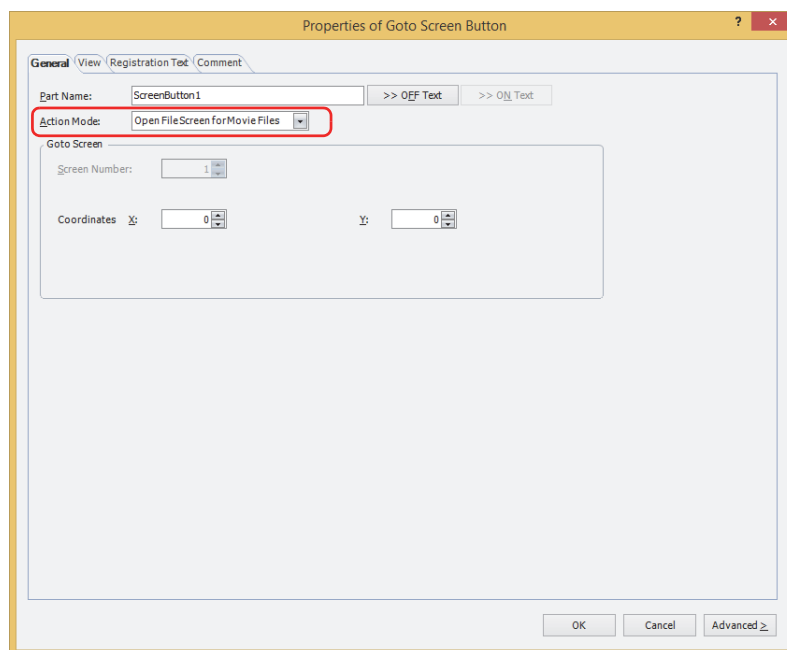 Properties of Goto Screen Button ? ×
General View Registration Text Comment
Part Name: ScreenButton1 >> OFF Text >> ON Text
Action Mode: Open File Screen for Movie Files
Goto Screen
Screen Number: 1
Coordinates X: 0 Y: 0
OK Cancel Advanced >